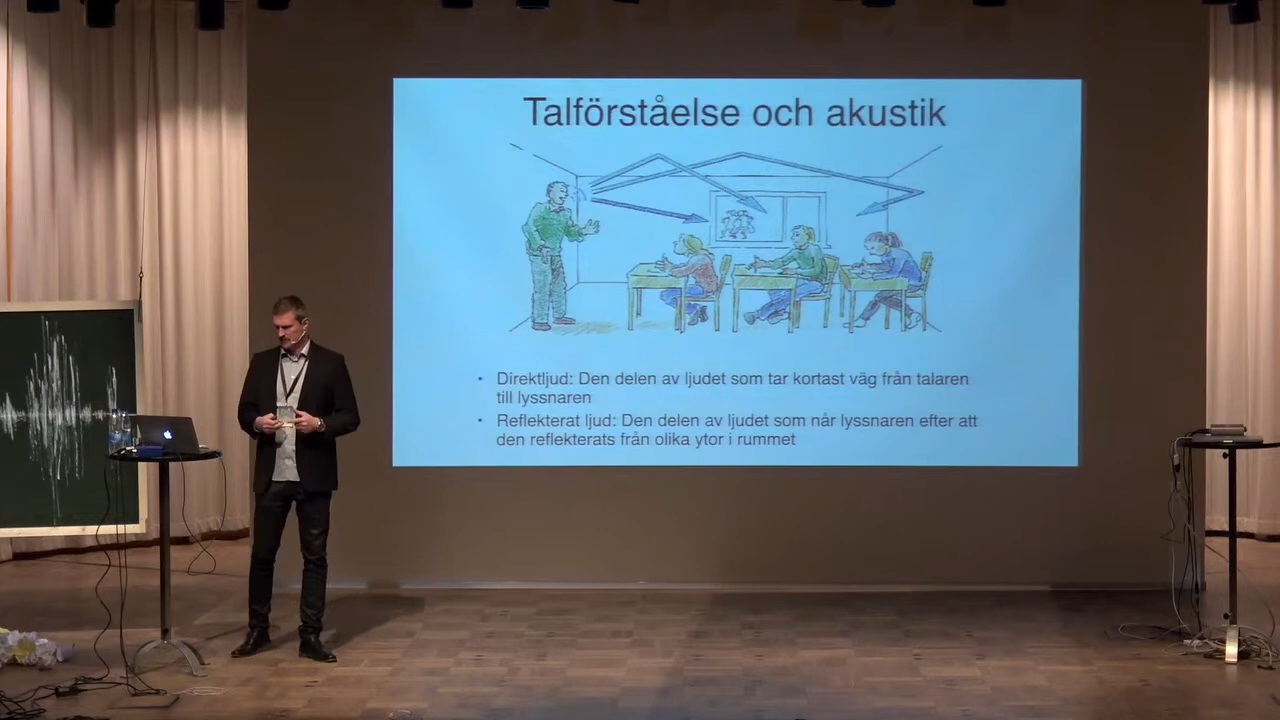 Talförståelse och akustik
• Direktljud: Den delen av ljudet som tar kortast väg från talaren
till lyssnaren
• Reflekterat ljud: Den delen av ljudet som når lyssnaren efter att
den reflekterats från olika ytor i rummet